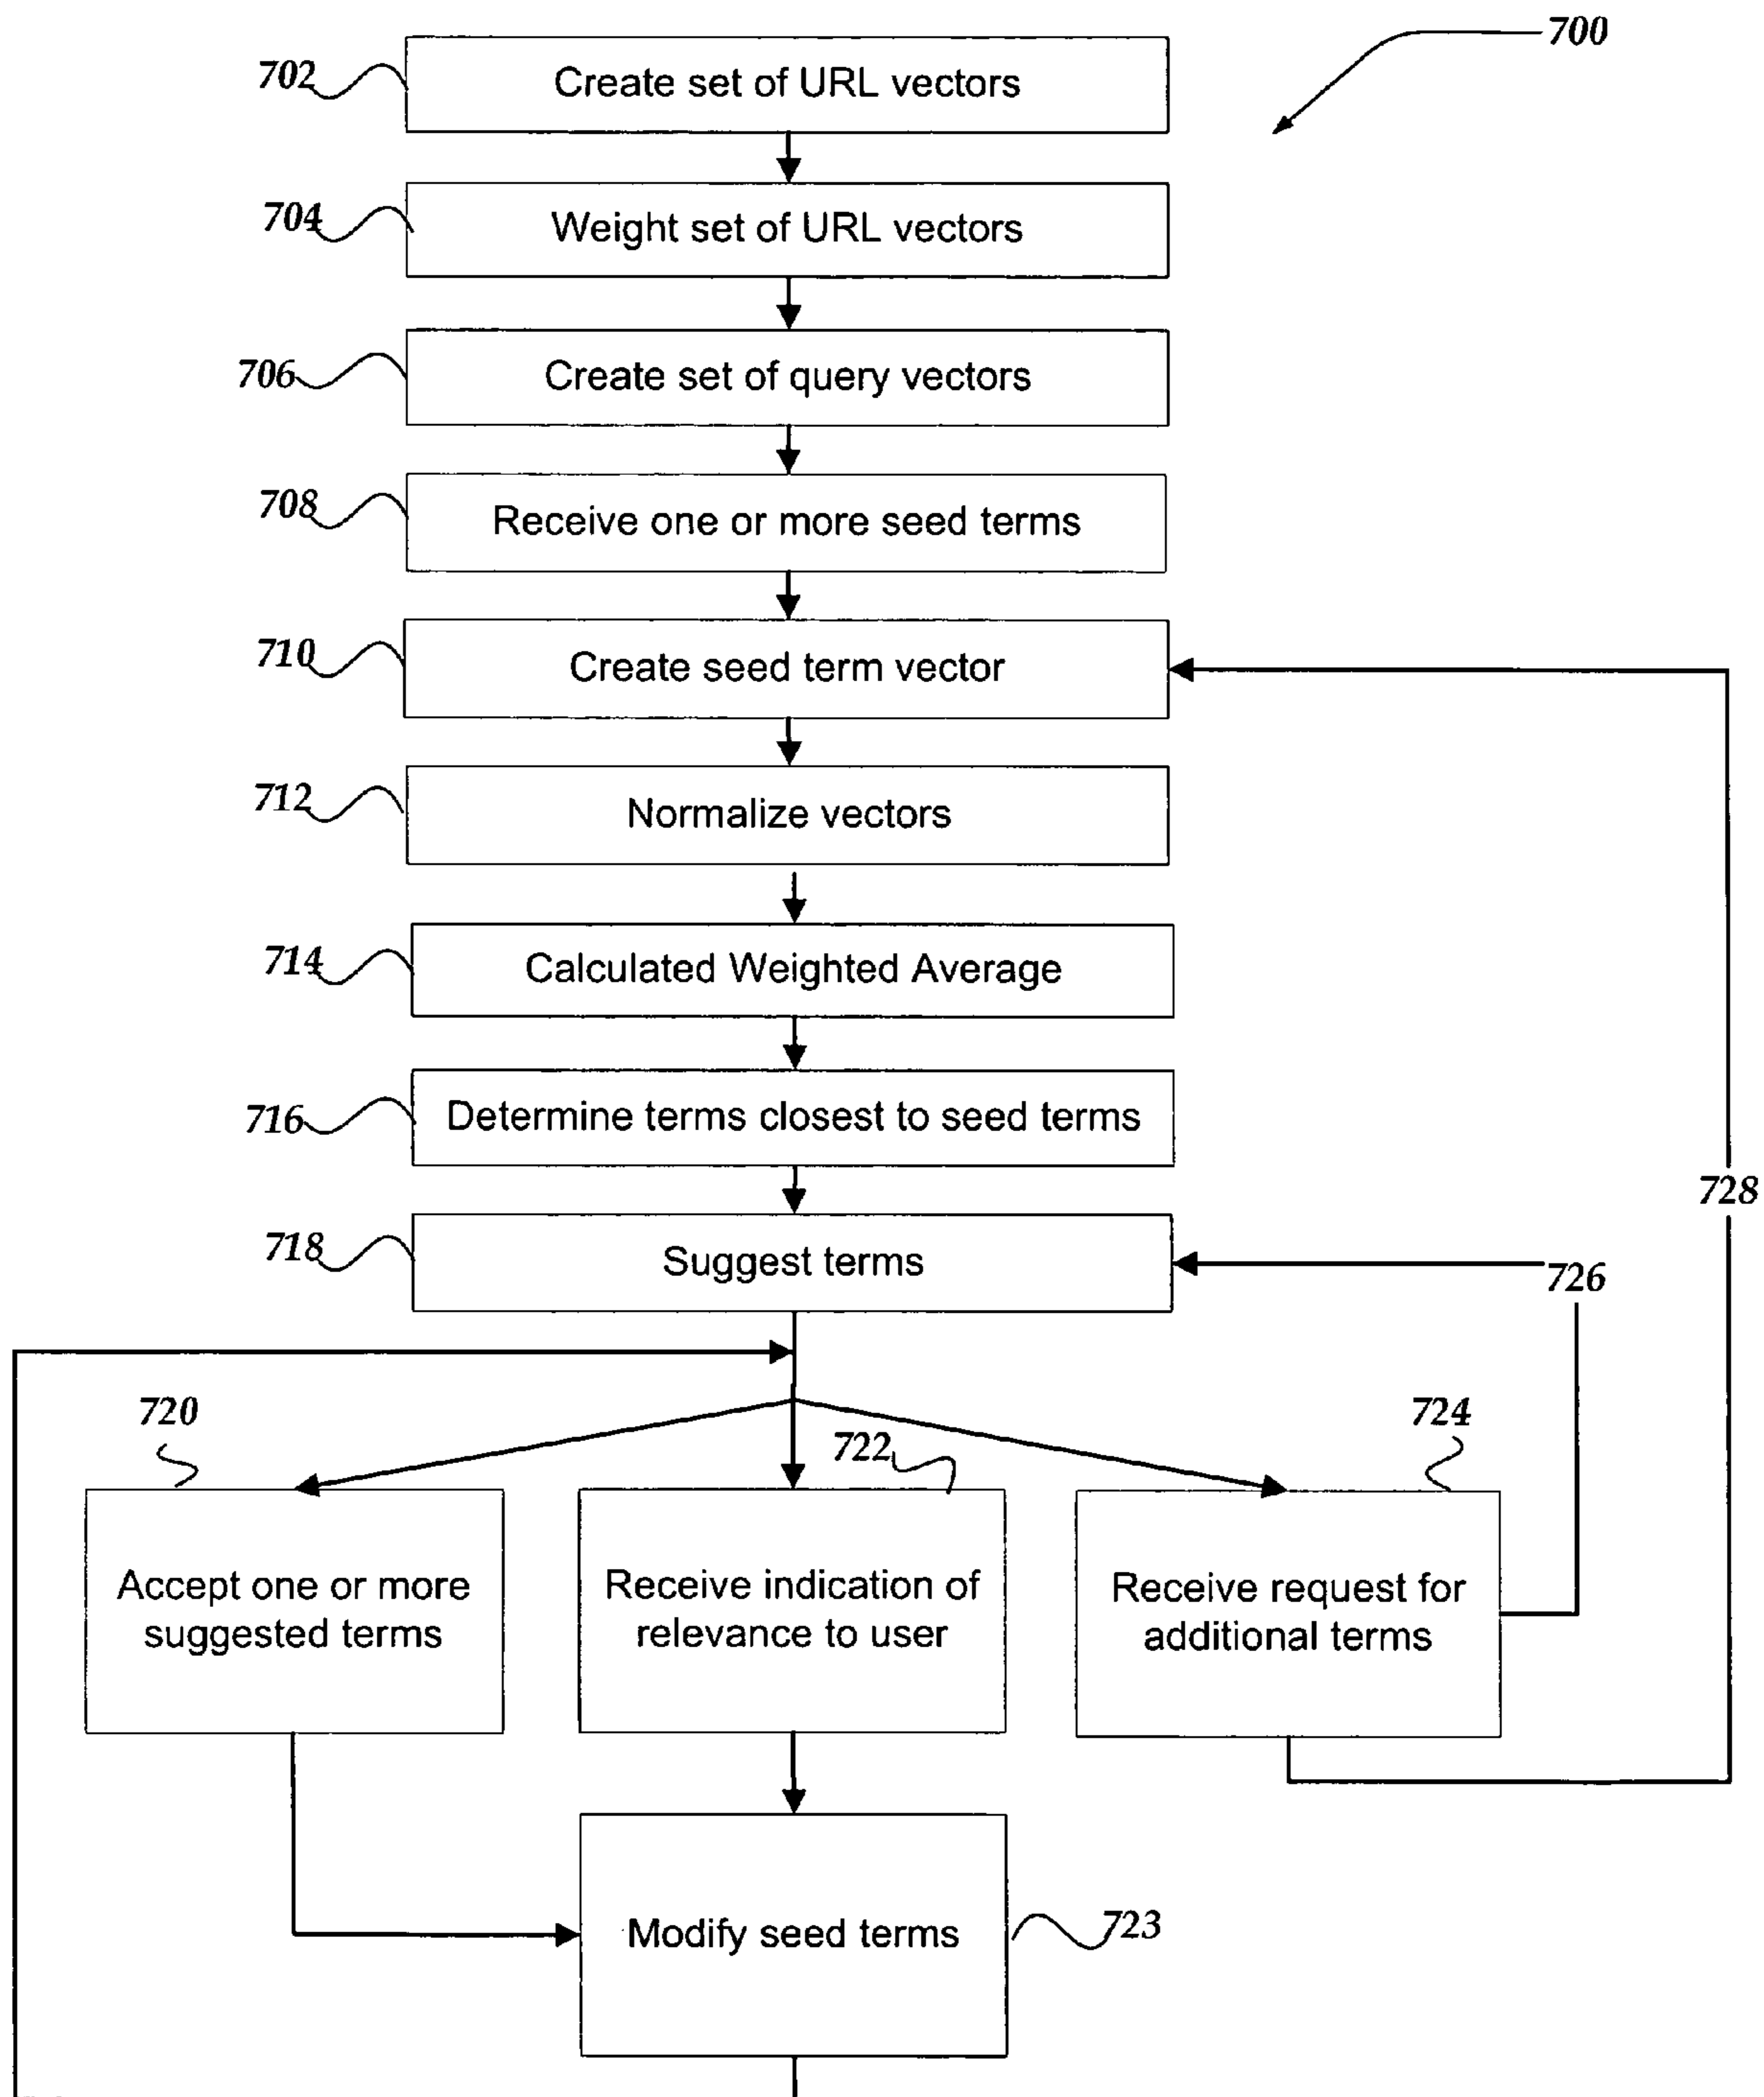 700
702
Create set of URL vectors
704
Weight set of URL vectors
706
Create set of query vectors
708
Receive one or more seed terms
710
Create seed term vector
712
Normalize vectors
714
Calculated Weighted Average
716
Determine terms closest to seed terms
728
718
Suggest terms
726
720
722
724
Accept one or more
suggested terms
Receive indication of
relevance to user
Receive request for
additional terms
Modify seed terms
723